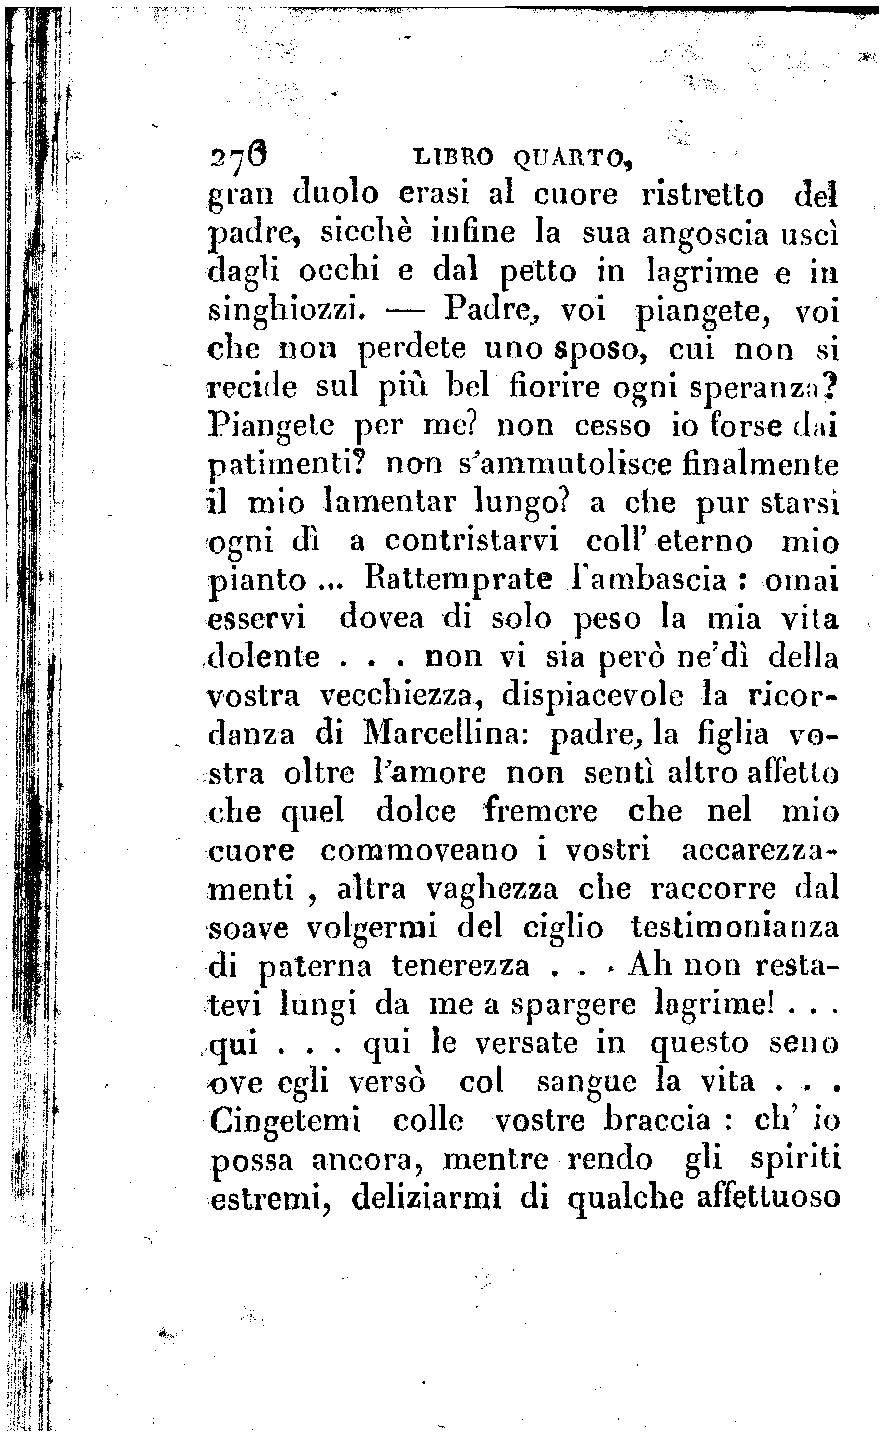 276 LIBRO QUARTO,
gran duolo erasi al cuore ristretto del
padre, sicchè infine la sua angoscia uscì
dagli occhi e dal petto in lagrime e in
singhiozzi. — Padre, voi piangete, voi
che non perdete uno sposo, cui non si
recide sul più bel fiorire ogni speranza?
Piangete per me? non cesso io forse dai
patimenti? non s'ammutolisce finalmente
il mio lamentar lungo? a che pur starsi
ogni dì a contristarvi coll' eterno mio
pianto ... Rattemprate l'ambascia : omai
esservi dovea di solo peso la mia vita
dolente . . . non vi sia però ne'dì della
vostra vecchiezza, dispiacevole la ricor-
danza di Marcellina: padre, la figlia vo-
stra oltre l'amore non sentì altro affetto
che quel dolce fremere che nel mio
cuore commoveano i vostri accarezza-
menti , altra vaghezza che raccorre dal
soave volgermi del ciglio testimonianza
di paterna tenerezza . . . Ah non resta-
tevi lungi da me a spargere lagrime! . . .
qui . . . qui le versate in questo seno
ove egli versò col sangue la vita . . .
Cingetemi colle vostre braccia : ch' io
possa ancora, mentre rendo gli spiriti
estremi, deliziarmi di qualche affettuoso